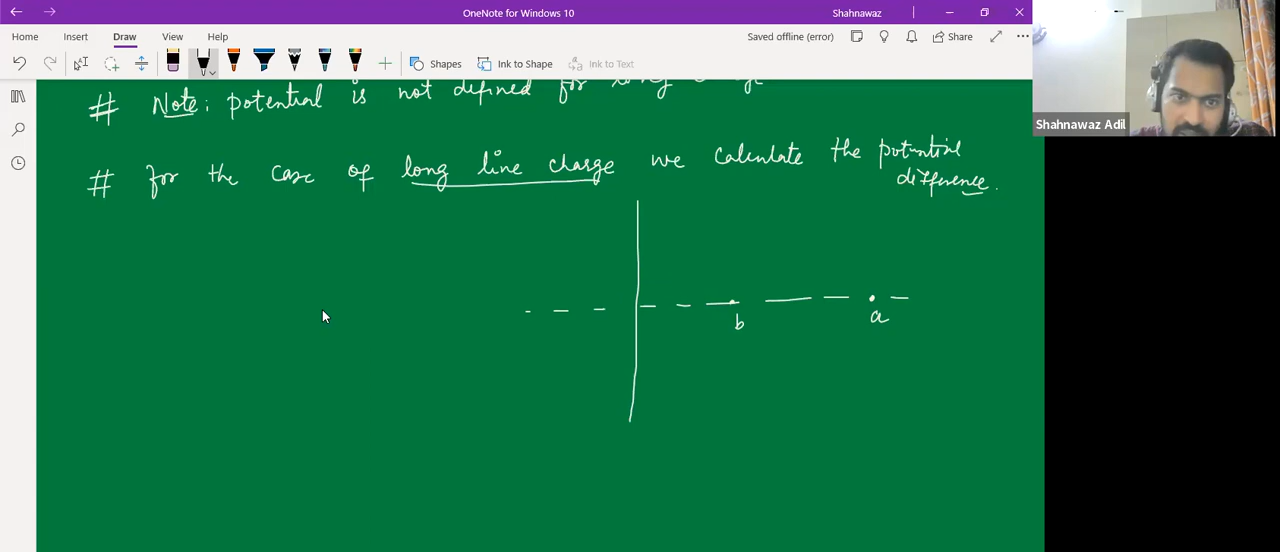 OneNote for Windows 10
Shahnawaz
Home Insert Draw View Help
Saved offline (error)
Share
Shapes
Ink to Shape
Ink to Text
# Note: potential is not defined for long
# for the case of long line charge we calculate the potential
difference.
b
a
Shahnawaz Adil